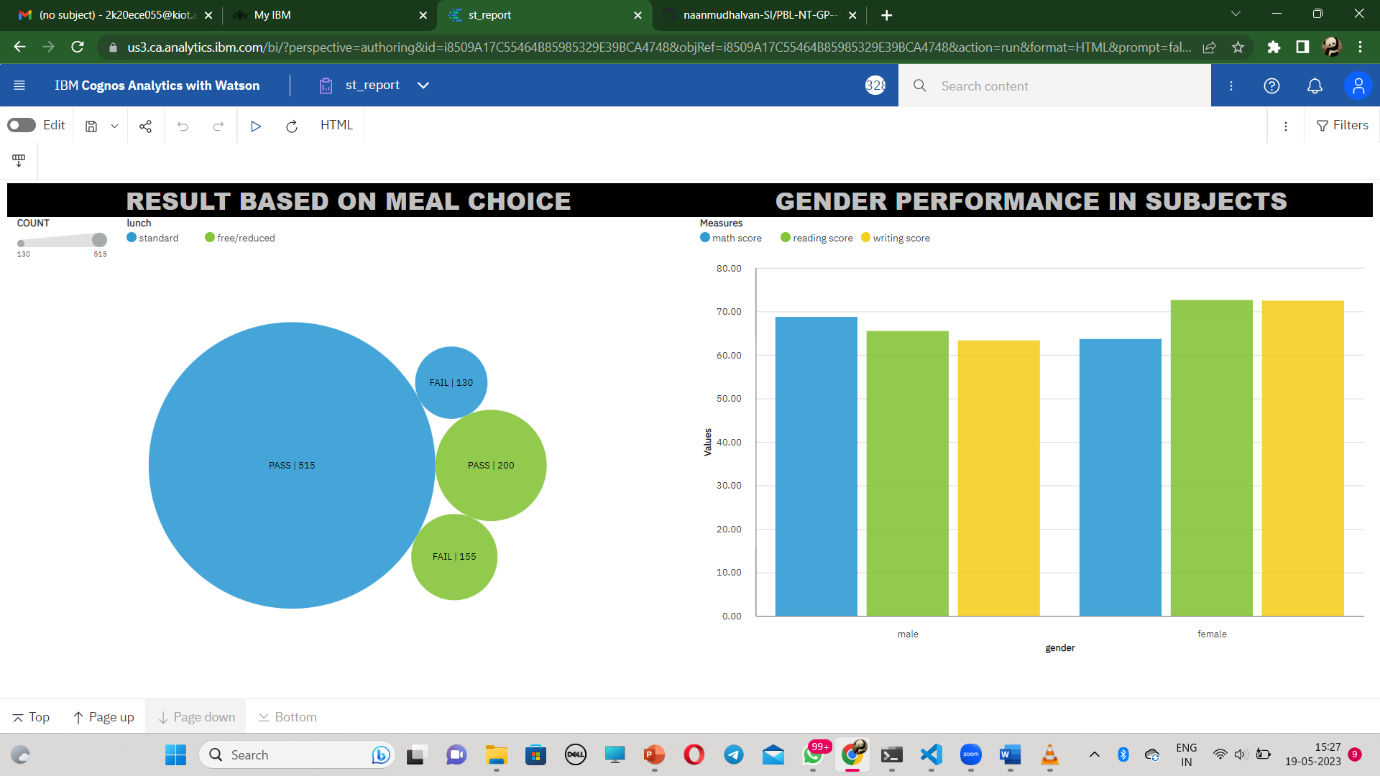 (no subject) - 2k20ece055@kiot.a
My IBM
st_report
naanmudhalvan-SI/PBL-NT-GP-
us3.ca.analytics.ibm.com/bi/?perspective=authoring&id=i8509A17C55464B85985329E39BCA4748&objRef=i8509A17C55464B85985329E39BCA4748&action=run&format=HTML&prompt=fal...
IBM Cognos Analytics with Watson
st_report
Search content
Edit
HTML
Filters
RESULT BASED ON MEAL CHOICE
COUNT
130
515
lunch
standard
free/reduced
FAIL | 130
PASS | 515
PASS | 200
FAIL | 155
GENDER PERFORMANCE IN SUBJECTS
Measures
math score
reading score
writing score
80.00
70.00
60.00
50.00
40.00
30.00
20.00
10.00
0.00
Values
male
female
gender
Top
Page up
Page down
Bottom
Search
DELL
99+
zoom
ENG
IN
15:27
19-05-2023
9